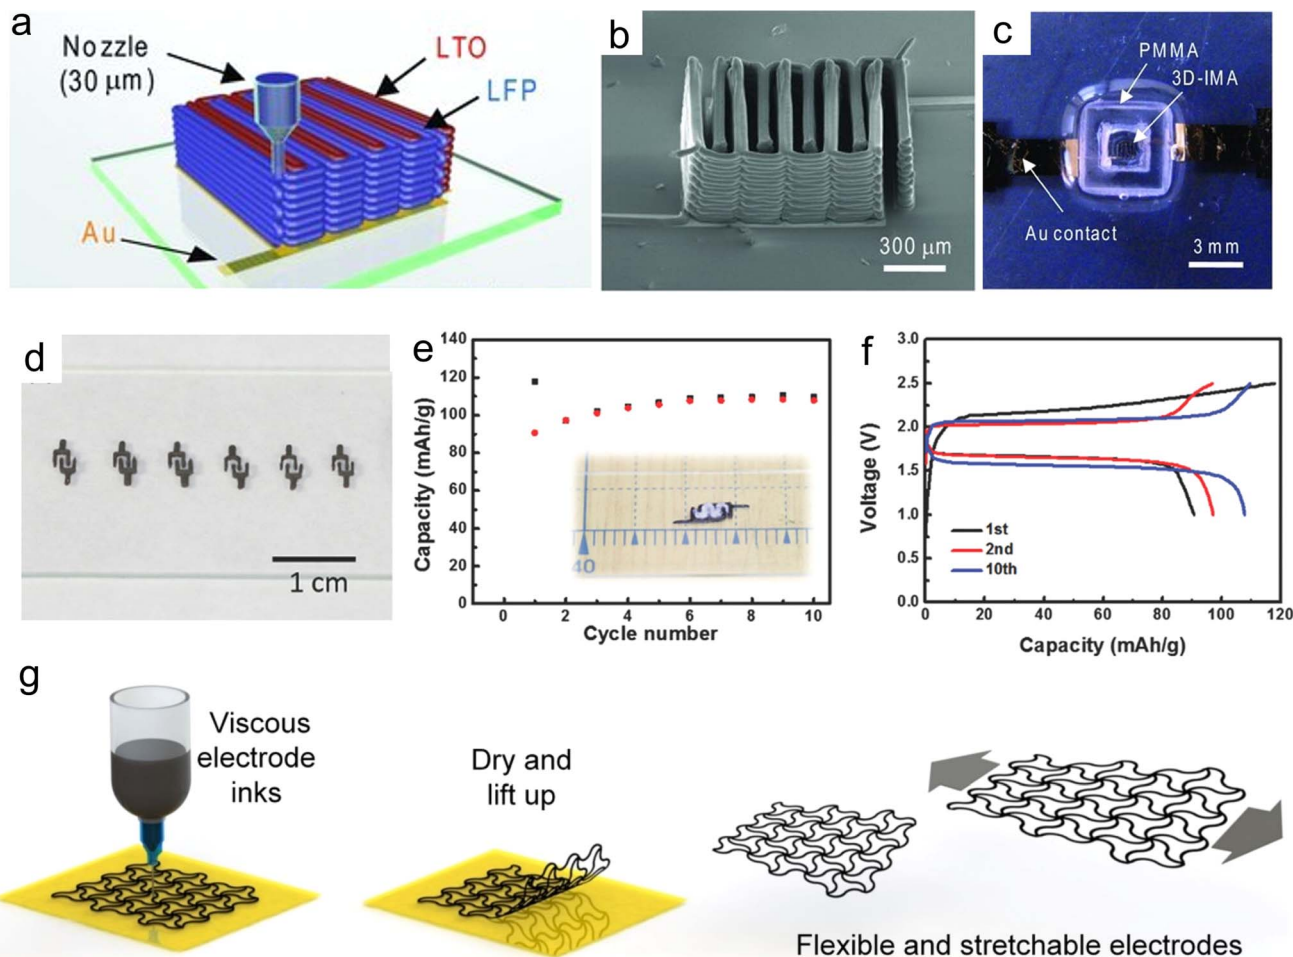 a
Nozzle
(30 μm)
LTO
LFP
Au
b
300 μm
c
PMMA
3D-IMA
Au contact
3 mm
d
1 cm
e
Capacity (mAh/g)
140
120
100
80
60
40
20
0
0 2 4 6 8 10
Cycle number
40
f
Voltage (V)
3.0
2.5
2.0
1.5
1.0
0.5
0.0
1st
2nd
10th
0 20 40 60 80 100 120
Capacity (mAh/g)
g
Viscous
electrode
inks
Dry and
lift up
Flexible and stretchable electrodes